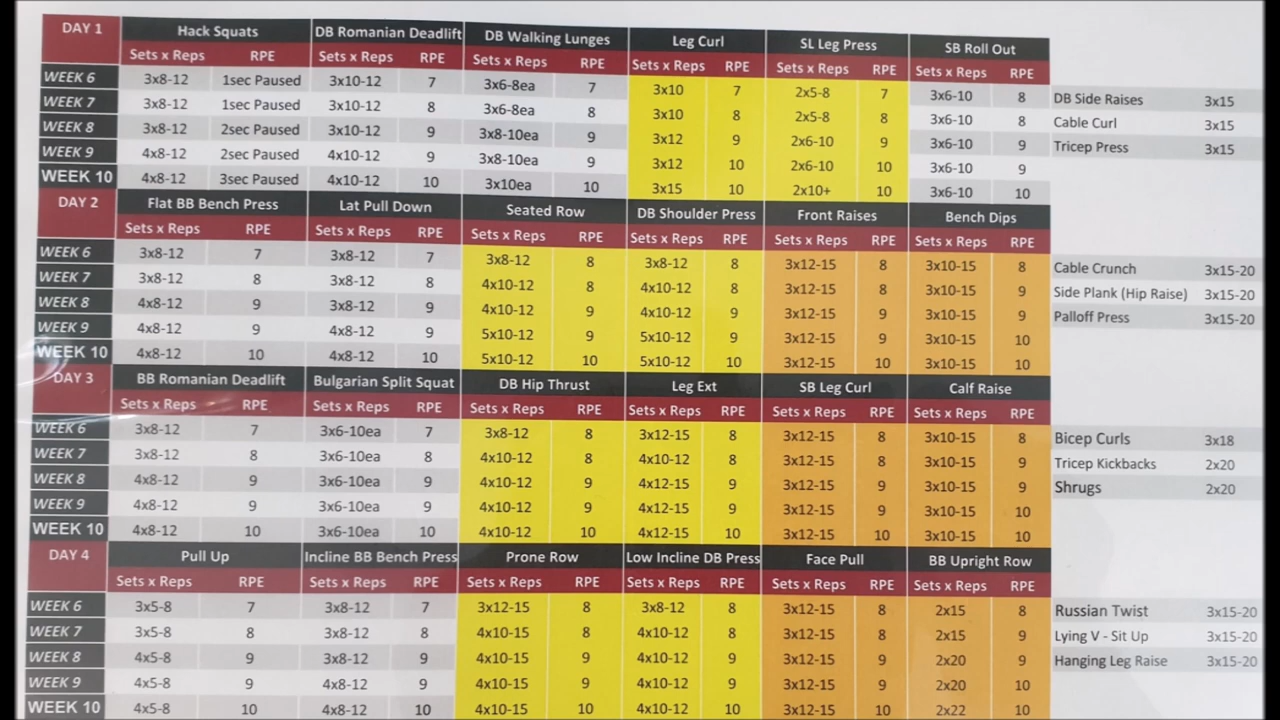 DAY 1 Hack Squats DB Romanian Deadlift DB Walking Lunges Leg Curl SL Leg Press SB Roll Out
Sets x Reps RPE Sets x Reps RPE Sets x Reps RPE Sets x Reps RPE Sets x Reps RPE Sets x Reps RPE
WEEK 6 3x8-12 1sec Paused 3x10-12 7 3x6-8ea 7 3x10 7 2x5-8 7 3x6-10 8 DB Side Raises 3x15
WEEK 7 3x8-12 1sec Paused 3x10-12 8 3x6-8ea 8 3x10 8 2x5-8 8 3x6-10 8 Cable Curl 3x15
WEEK 8 3x8-12 2sec Paused 3x10-12 9 3x8-10ea 9 3x12 9 2x6-10 9 3x6-10 9 Tricep Press 3x15
WEEK 9 4x8-12 2sec Paused 4x10-12 9 3x8-10ea 9 3x12 10 2x6-10 10 3x6-10 9
WEEK 10 4x8-12 3sec Paused 4x10-12 10 3x10ea 10 3x15 10 2x10+ 10 3x6-10 10
DAY 2 Flat BB Bench Press Lat Pull Down Seated Row DB Shoulder Press Front Raises Bench Dips
Sets x Reps RPE Sets x Reps RPE Sets x Reps RPE Sets x Reps RPE Sets x Reps RPE Sets x Reps RPE
WEEK 6 3x8-12 7 3x8-12 7 3x8-12 8 3x8-12 8 3x12-15 8 3x10-15 8 Cable Crunch 3x15-20
WEEK 7 3x8-12 8 3x8-12 8 4x10-12 8 4x10-12 8 3x12-15 8 3x10-15 9 Side Plank (Hip Raise) 3x15-20
WEEK 8 4x8-12 9 3x8-12 9 4x10-12 9 4x10-12 9 3x12-15 9 3x10-15 9 Palloff Press 3x15-20
WEEK 9 4x8-12 9 4x8-12 9 5x10-12 9 5x10-12 9 3x12-15 9 3x10-15 10
WEEK 10 4x8-12 10 4x8-12 10 5x10-12 10 5x10-12 10 3x12-15 10 3x10-15 10
DAY 3 BB Romanian Deadlift Bulgarian Split Squat DB Hip Thrust Leg Ext SB Leg Curl Calf Raise
Sets x Reps RPE Sets x Reps RPE Sets x Reps RPE Sets x Reps RPE Sets x Reps RPE Sets x Reps RPE
WEEK 6 3x8-12 7 3x6-10ea 7 3x8-12 8 3x12-15 8 3x12-15 8 3x10-15 8 Bicep Curls 3x18
WEEK 7 3x8-12 8 3x6-10ea 8 4x10-12 8 4x10-12 8 3x12-15 8 3x10-15 9 Tricep Kickbacks 2x20
WEEK 8 4x8-12 9 3x6-10ea 9 4x10-12 9 4x12-15 9 3x12-15 9 3x10-15 9 Shrugs 2x20
WEEK 9 4x8-12 9 3x6-10ea 9 4x10-12 9 4x12-15 9 3x12-15 9 3x10-15 10
WEEK 10 4x8-12 10 3x6-10ea 10 4x10-12 10 4x12-15 10 3x12-15 10 3x10-15 10
DAY 4 Pull Up Incline BB Bench Press Prone Row Low Incline DB Press Face Pull BB Upright Row
Sets x Reps RPE Sets x Reps RPE Sets x Reps RPE Sets x Reps RPE Sets x Reps RPE Sets x Reps RPE
WEEK 6 3x5-8 7 3x8-12 7 3x12-15 8 3x8-12 8 3x12-15 8 2x15 8 Russian Twist 3x15-20
WEEK 7 3x5-8 8 3x8-12 8 4x10-15 8 4x10-12 8 3x12-15 8 2x15 9 Lying V - Sit Up 3x15-20
WEEK 8 4x5-8 9 3x8-12 9 4x10-15 9 4x10-12 9 3x12-15 9 2x20 9 Hanging Leg Raise 3x15-20
WEEK 9 4x5-8 9 4x8-12 9 4x10-15 9 4x10-12 9 3x12-15 9 2x20 10
WEEK 10 4x5-8 10 4x8-12 10 4x10-15 10 4x10-12 10 3x12-15 10 2x22 10